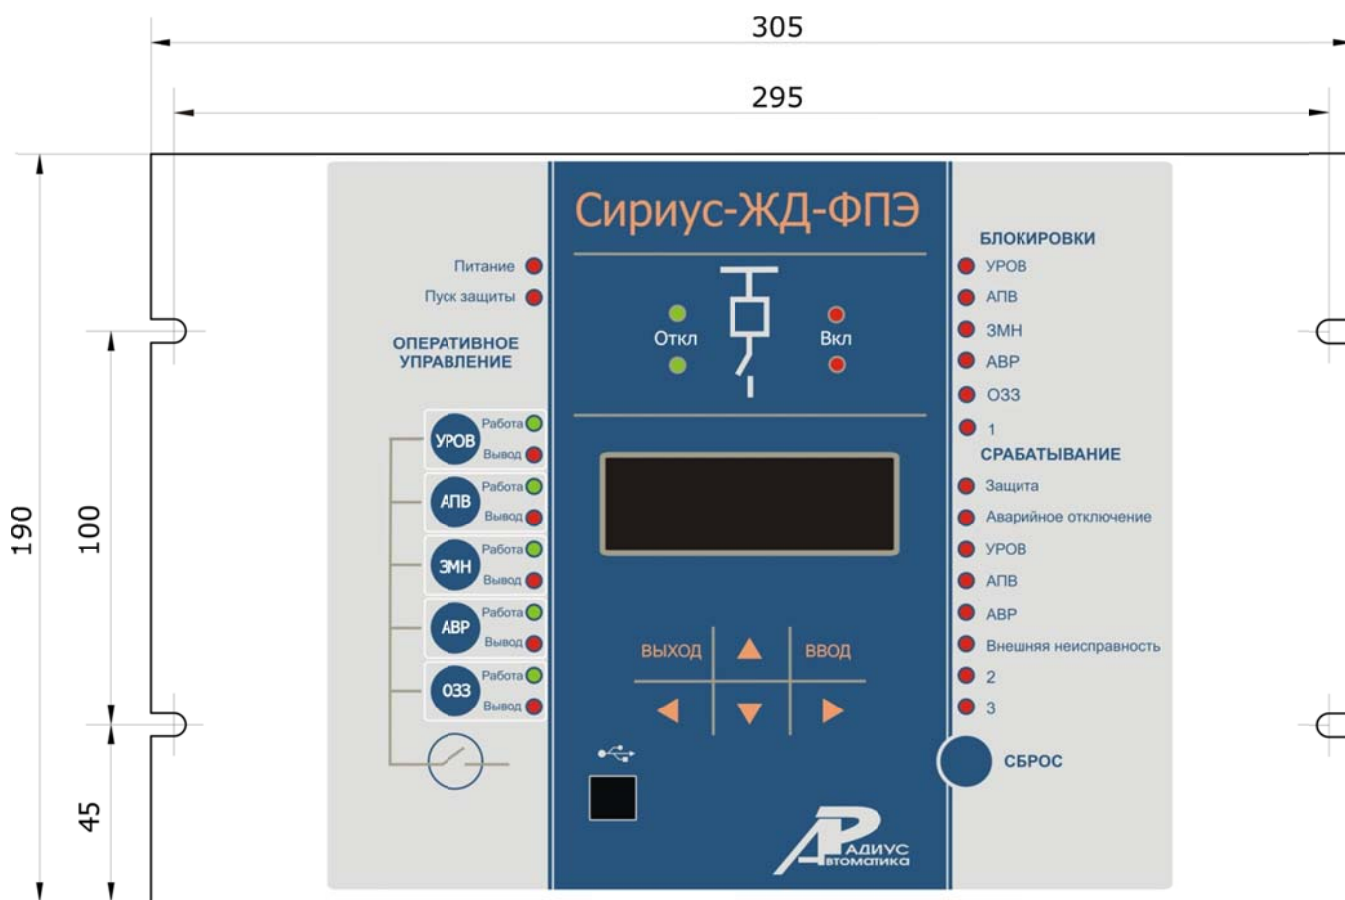 305
295
Сириус-ЖД-ФПЭ
Питание
Пуск защиты
ОПЕРАТИВНОЕ
УПРАВЛЕНИЕ
УРОВ
Работа
Вывод
АПВ
Работа
Вывод
ЗМН
Работа
Вывод
АВР
Работа
Вывод
ОЗЗ
Работа
Вывод
Откл
Вкл
ВЫХОД
ВВОД
БЛОКИРОВКИ
УРОВ
АПВ
ЗМН
АВР
ОЗЗ
1
СРАБАТЫВАНИЕ
Защита
Аварийное отключение
УРОВ
АПВ
АВР
Внешняя неисправность
2
3
СБРОС
РАДИУС
Автоматика
190
100
45